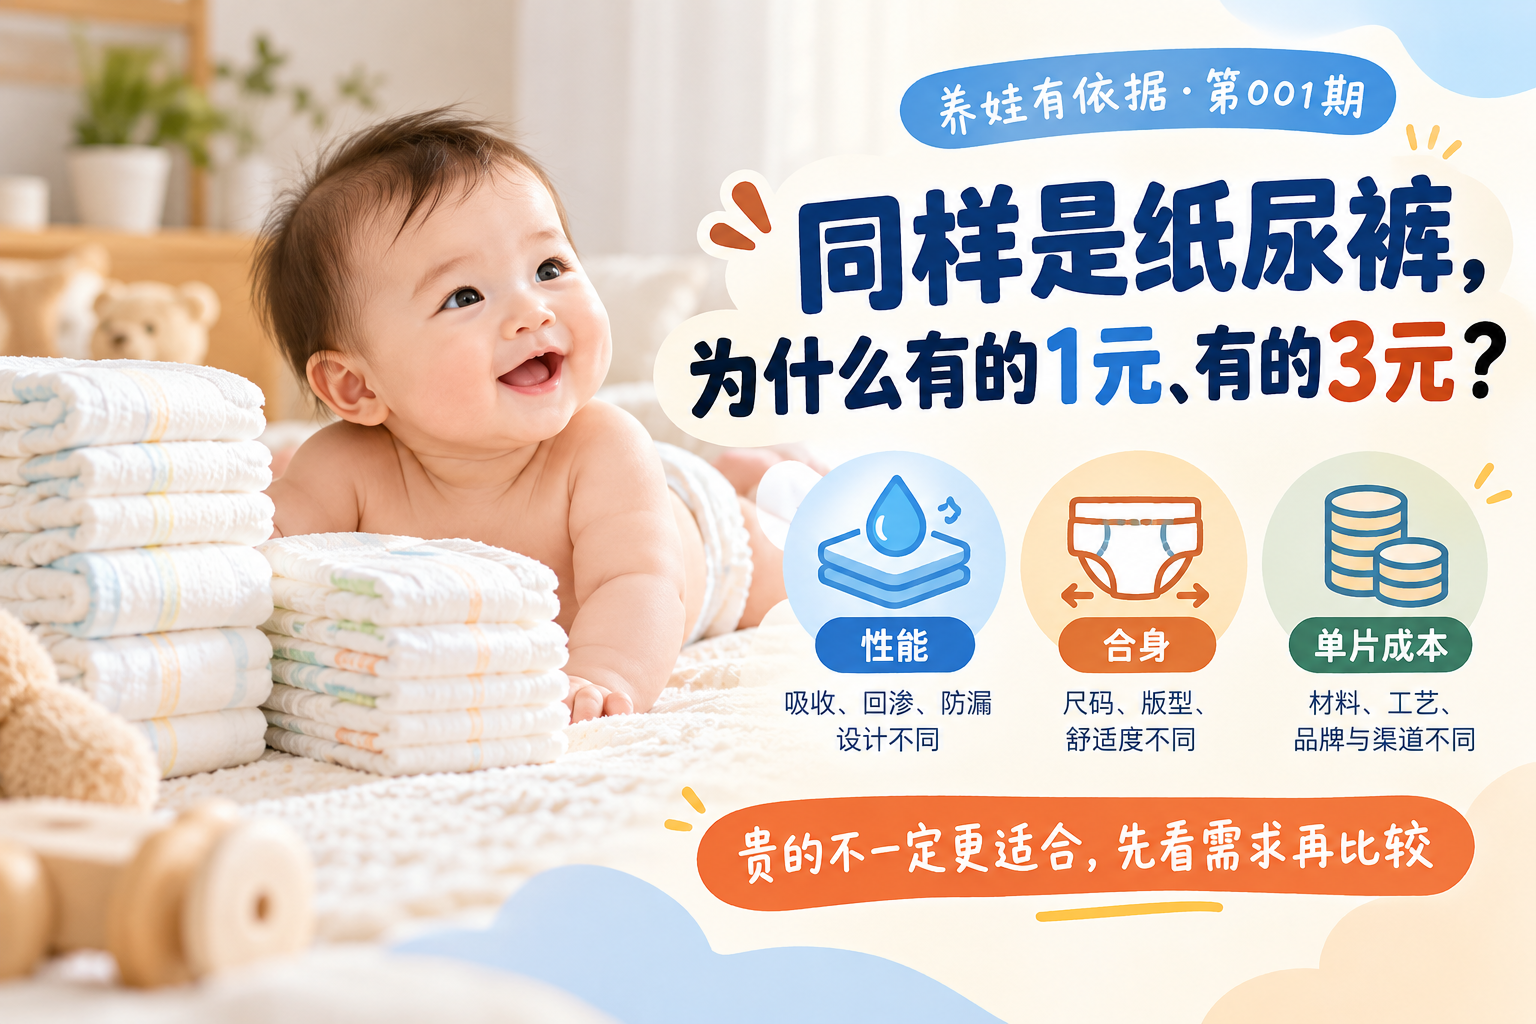 养娃有依据·第001期
同样是纸尿裤,
为什么有的1元、有的3元?
性能
吸收、回渗、防漏
设计不同
合身
尺码、版型、
舒适度不同
单片成本
材料、工艺、
品牌与渠道不同
贵的不一定更适合,先看需求再比较